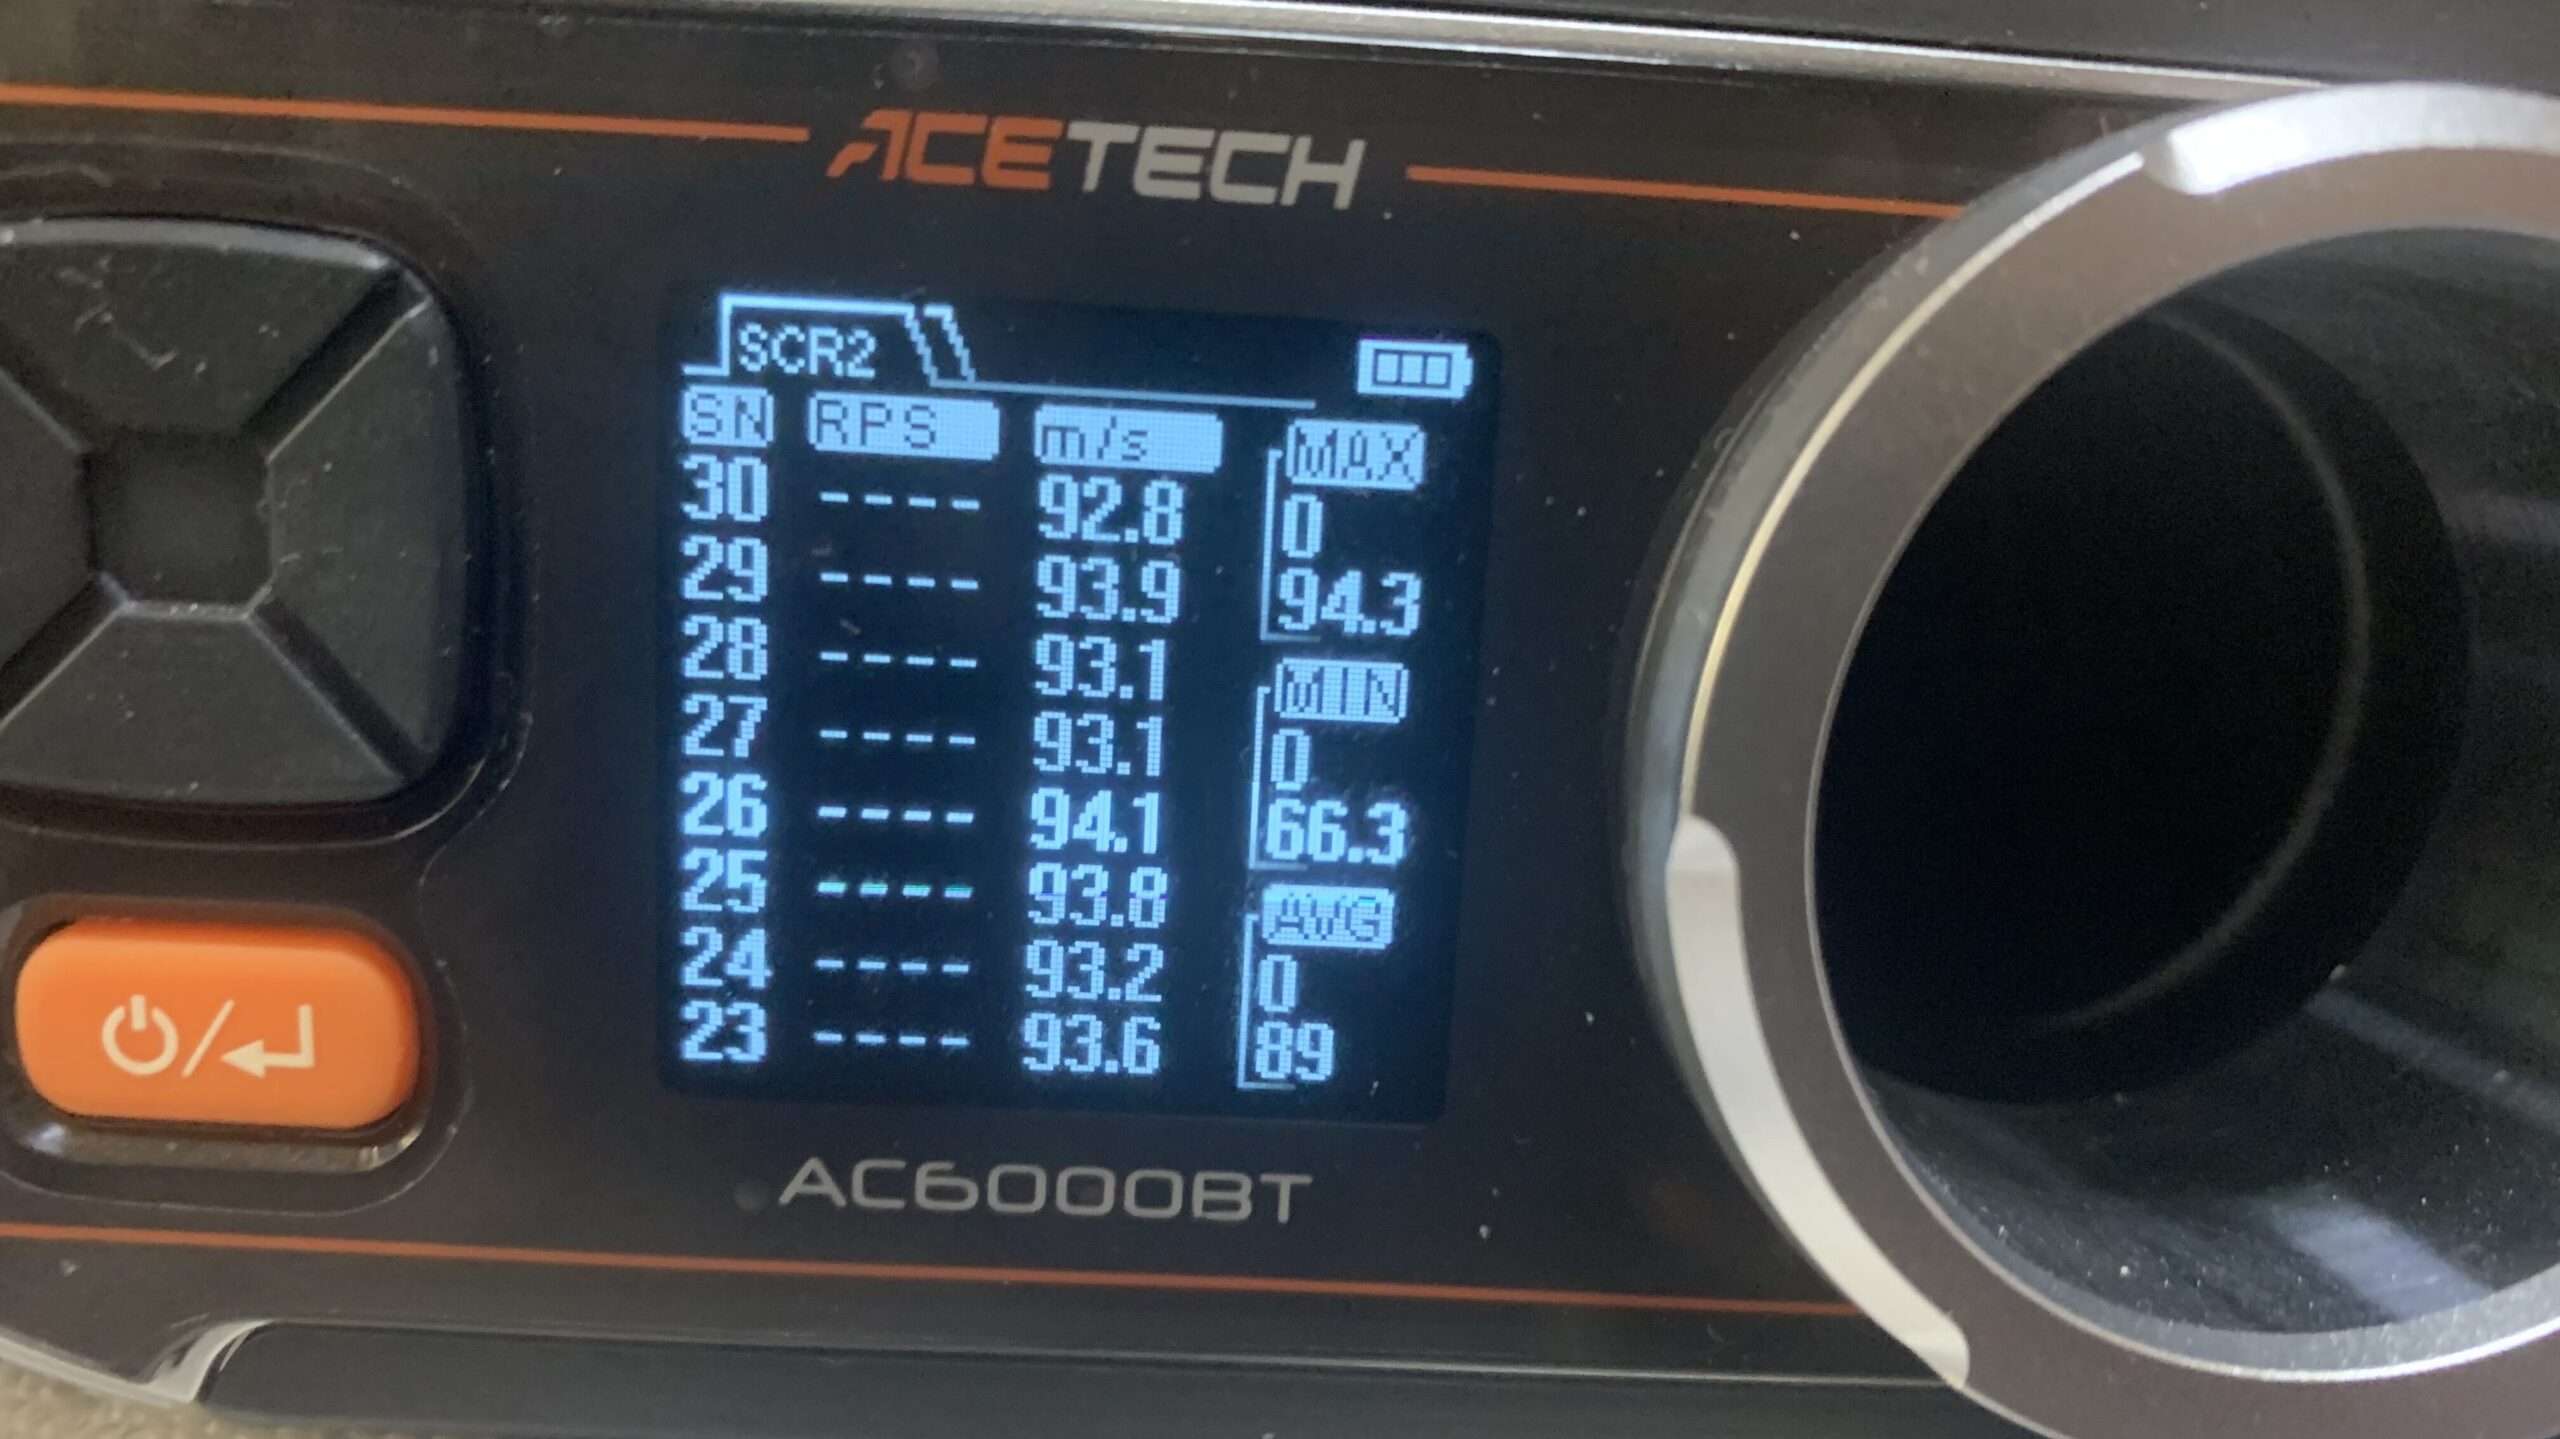 ACETECH
SCR2
SN RPS m/s MAX
30 ---- 92.8 0
29 ---- 93.9 94.3
28 ---- 93.1 MIN
27 ---- 93.1 0
26 ---- 94.1 66.3
25 ---- 93.8 AVG
24 ---- 93.2 0
23 ---- 93.6 89
AC6000BT